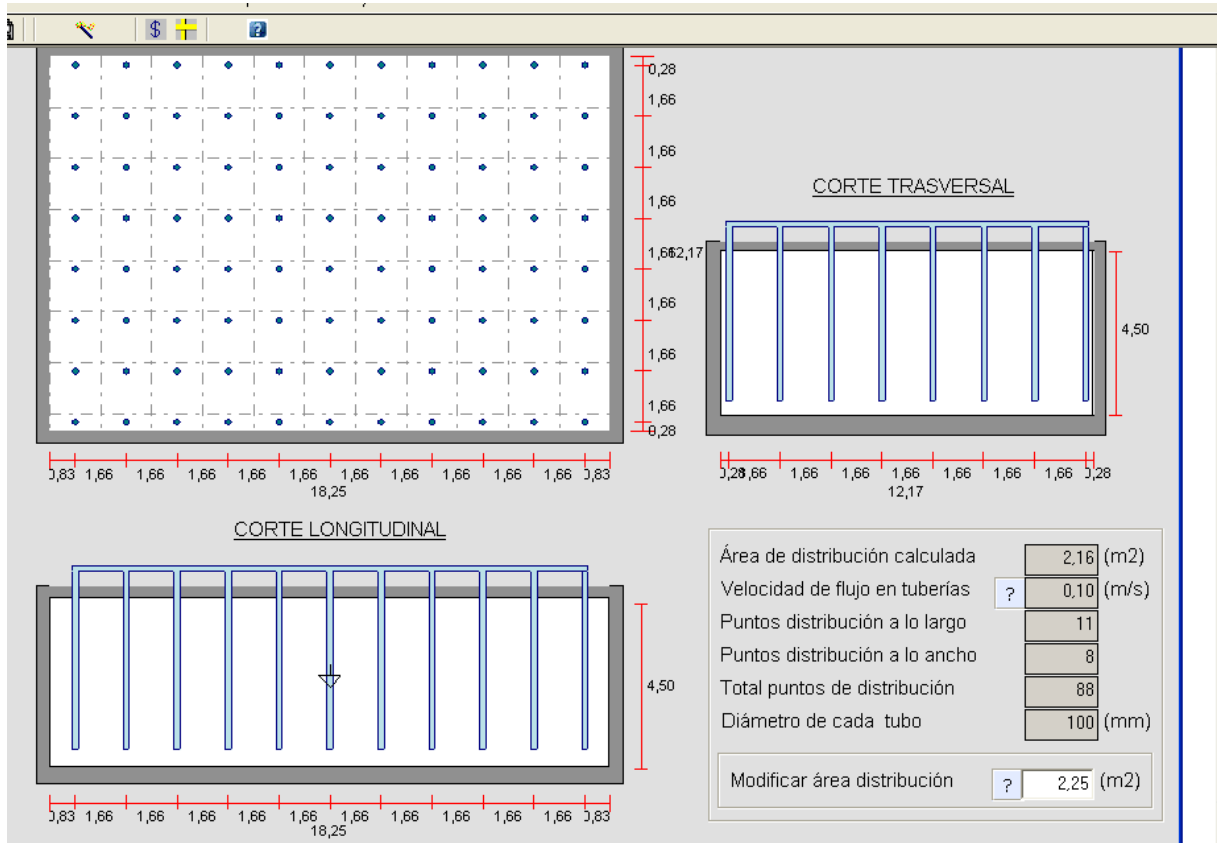 $ ?
0,28
1,66
1,66
1,66
1,66
1,66
1,66
1,66
0,28
0,83 1,66 1,66 1,66 1,66 1,66 1,66 1,66 1,66 1,66 0,83
18,25
CORTE TRASVERSAL
12,17
4,50
0,28 1,66 1,66 1,66 1,66 1,66 1,66 1,66 0,28
12,17
CORTE LONGITUDINAL
4,50
0,83 1,66 1,66 1,66 1,66 1,66 1,66 1,66 1,66 1,66 0,83
18,25
Área de distribución calculada 2,16 (m2)
Velocidad de flujo en tuberías ? 0,10 (m/s)
Puntos distribución a lo largo 11
Puntos distribución a lo ancho 8
Total puntos de distribución 88
Diámetro de cada tubo 100 (mm)
Modificar área distribución ? 2,25 (m2)